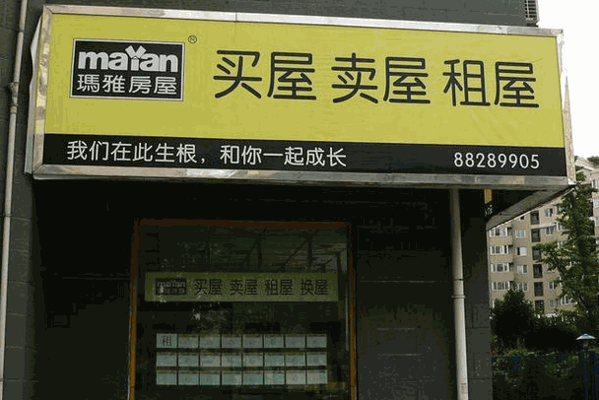 maYan®
瑪雅房屋
买屋 卖屋 租屋
我们在此生根，和你一起成长
88289905
买屋 卖屋 租屋 换屋
租